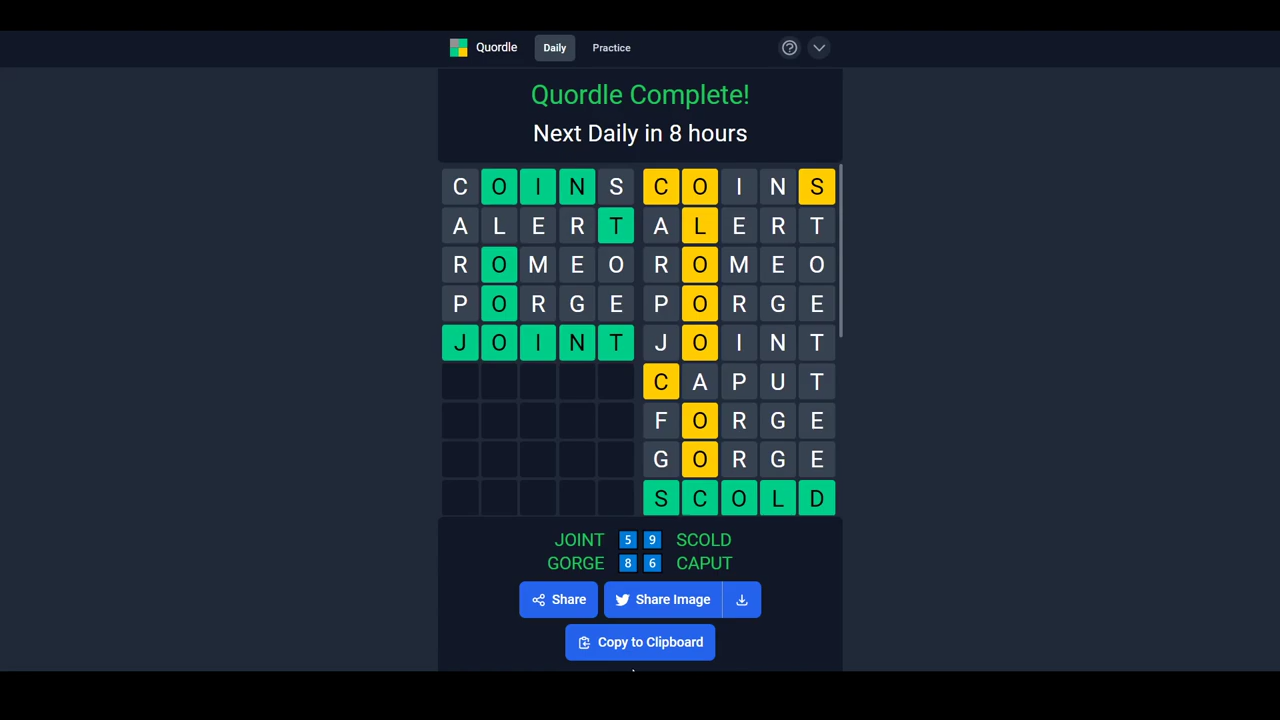 Quordle Daily Practice
Quordle Complete!
Next Daily in 8 hours
C O I N S C O I N S
A L E R T A L E R T
R O M E O R O M E O
P O R G E P O R G E
J O I N T J O I N T
C A P U T
F O R G E
G O R G E
S C O L D
JOINT 5 9 SCOLD
GORGE 8 6 CAPUT
Share Share Image
Copy to Clipboard